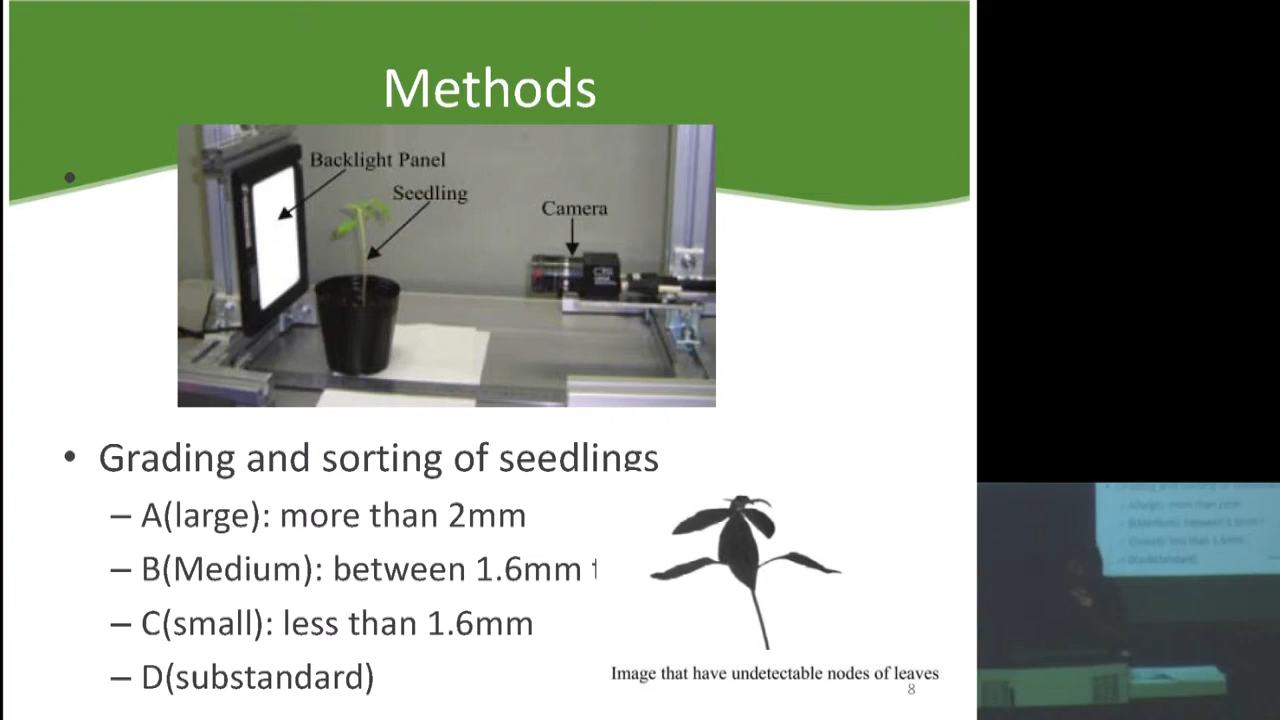 Methods
Backlight Panel
Seedling
Camera
• Grading and sorting of seedlings
– A(large): more than 2mm
– B(Medium): between 1.6mm
– C(small): less than 1.6mm
– D(substandard)
Image that have undetectable nodes of leaves
8